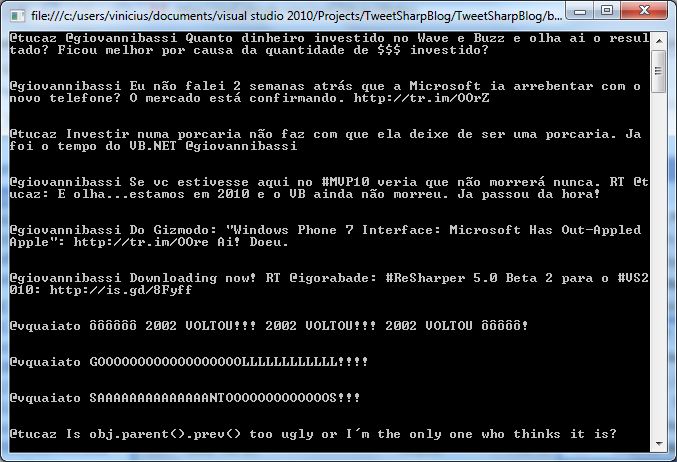 file:///c:/users/vinicius/documents/visual studio 2010/Projects/TweetSharpBlog/TweetSharpBlog/b...
@tucaz @giovannibassi Quanto dinheiro investido no Wave e Buzz e olha ai o resul
tado? Ficou melhor por causa da quantidade de $$$ investido?
@giovannibassi Eu não falei 2 semanas atrás que a Microsoft ia arrebentar com o
novo telefone? O mercado está confirmando. http://tr.im/OOrZ
@tucaz Investir numa porcaria não faz com que ela deixe de ser uma porcaria. Ja
foi o tempo do VB.NET @giovannibassi
@giovannibassi Se vc estivesse aqui no #MVP10 veria que não morrerá nunca. RT @t
ucaz: E olha...estamos em 2010 e o VB ainda não morreu. Ja passou da hora!
@giovannibassi Do Gizmodo: "Windows Phone 7 Interface: Microsoft Has Out-Appled
Apple": http://tr.im/OOre Ai! Doeu.
@giovannibassi Downloading now! RT @igorabade: #ReSharper 5.0 Beta 2 para o #VS2
010: http://is.gd/8Fyff
@vquaiato ôôôôôô 2002 VOLTOU!!! 2002 VOLTOU!!! 2002 VOLTOU ôôôôô!
@vquaiato GOOOOOOOOOOOOOOOOOOLLLLLLLLLLLL!!!!
@vquaiato SAAAAAAAAAAAAAANTOOOOOOOOOOOOOS!!!
@tucaz Is obj.parent().prev() too ugly or I´m the only one who thinks it is?